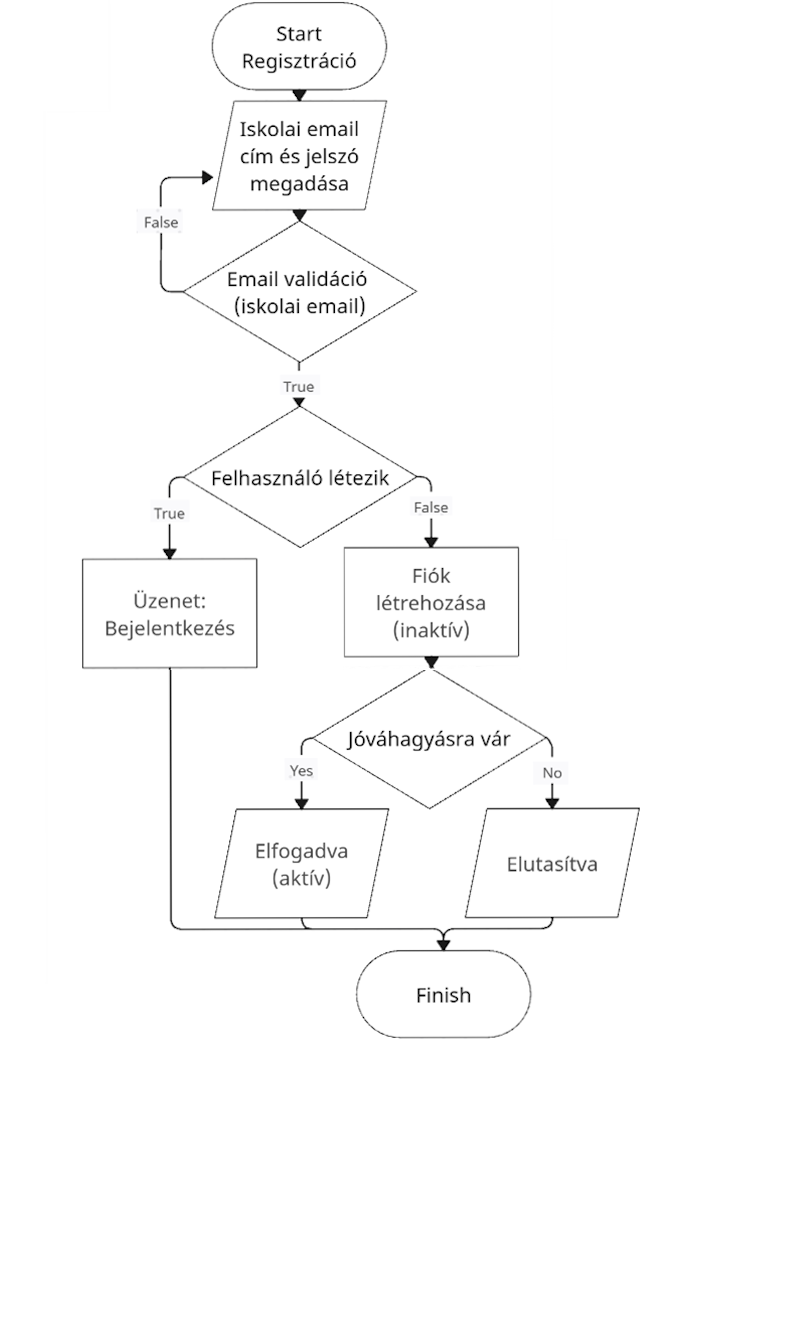 Start
Regisztráció
Iskolai email
cím és jelszó
megadása
False
Email validáció
(iskolai email)
True
Felhasználó létezik
True
False
Üzenet:
Bejelentkezés
Fiók
létrehozása
(inaktív)
Jóváhagyásra vár
Yes
No
Elfogadva
(aktív)
Elutasítva
Finish